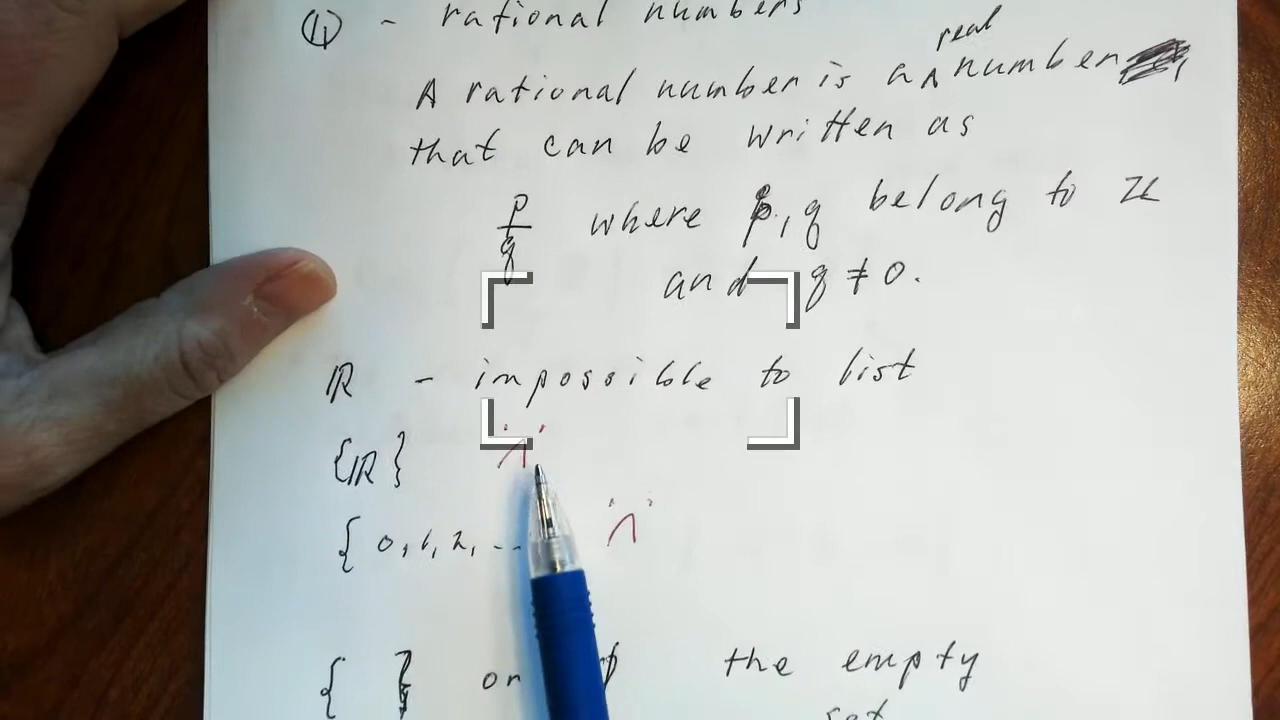 ℚ - rational numbers
A rational number is a real number,
that can be written as
p/q where p, q belong to ℤ
and q ≠ 0.
ℝ - impossible to list
{ℝ}
{0, 1, 2, ...
{ } or the empty
set